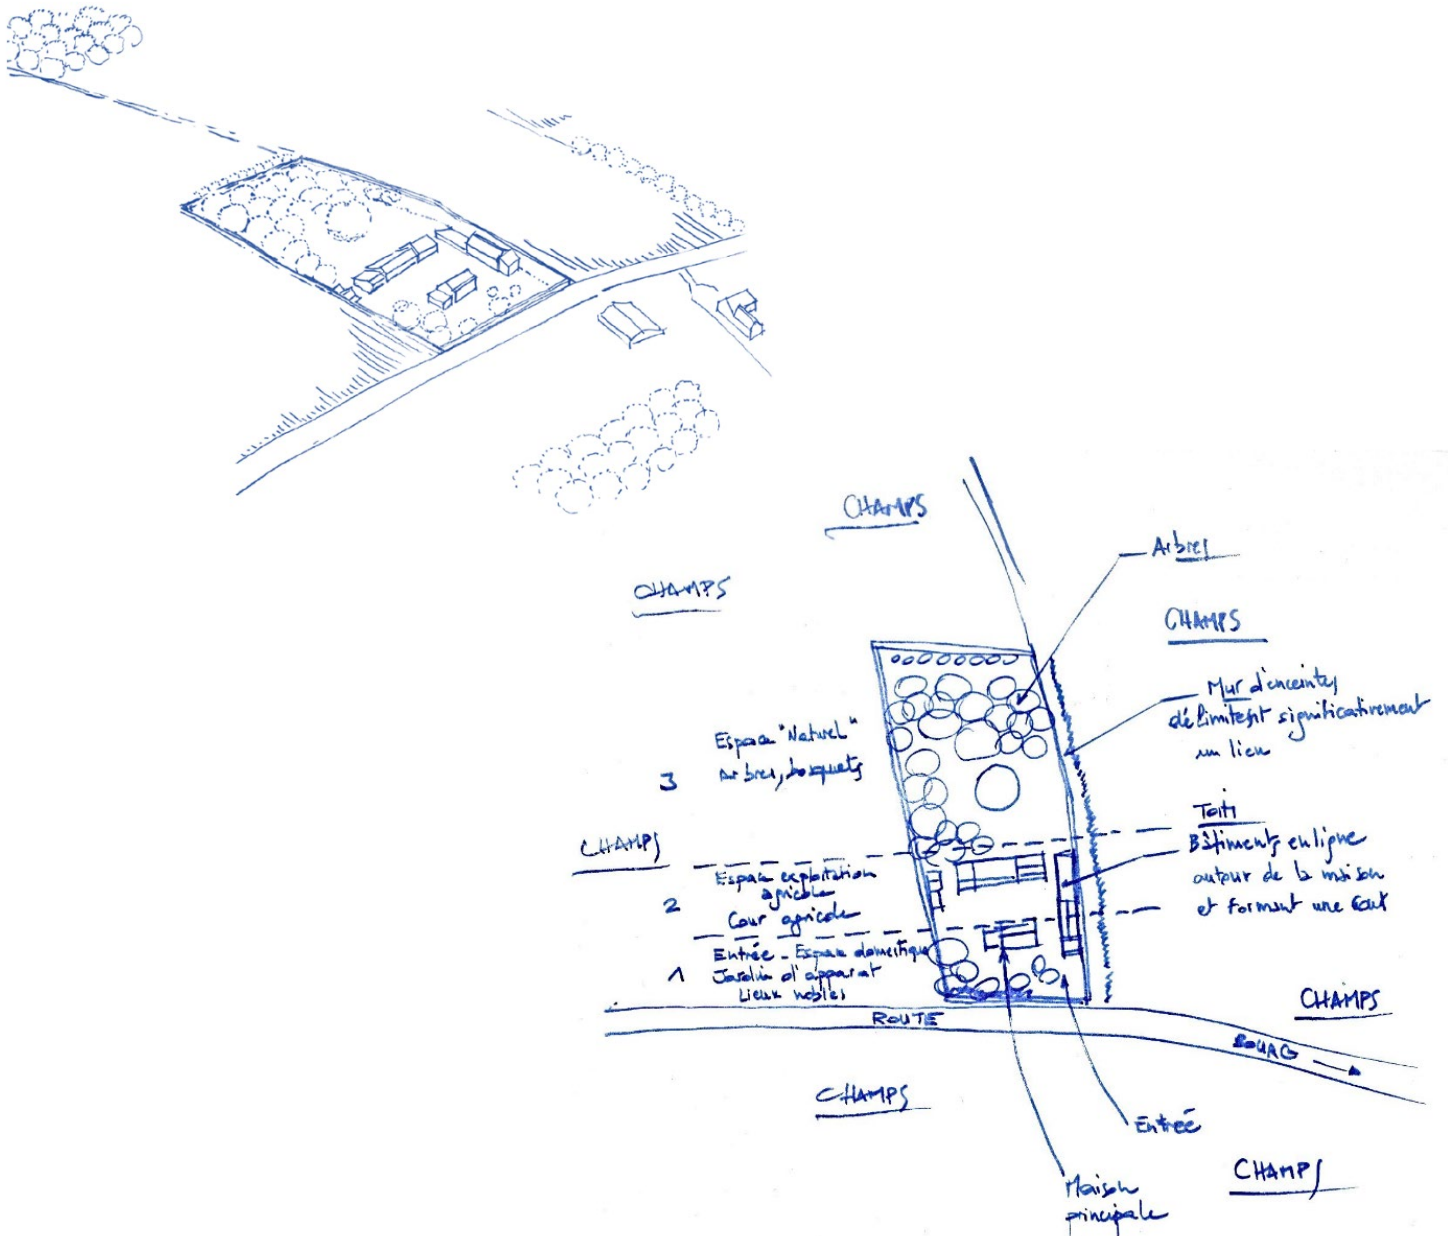 CHAMPS
Arbres
CHAMPS
CHAMPS
Mur d'enceinte,
délimitent significativement
un lieu
Espace "Naturel"
3
Arbres, bosquets
Toits
CHAMPS
Bâtiments en ligne
autour de la maison
et forment une cour
Espace exploitation
agricole
2
Cour agricole
Entrée - Espace domestique
1
Jardin d'apparat
Lieux nobles
CHAMPS
ROUTE
BOURG
CHAMPS
Entrée
CHAMPS
Maison
principale